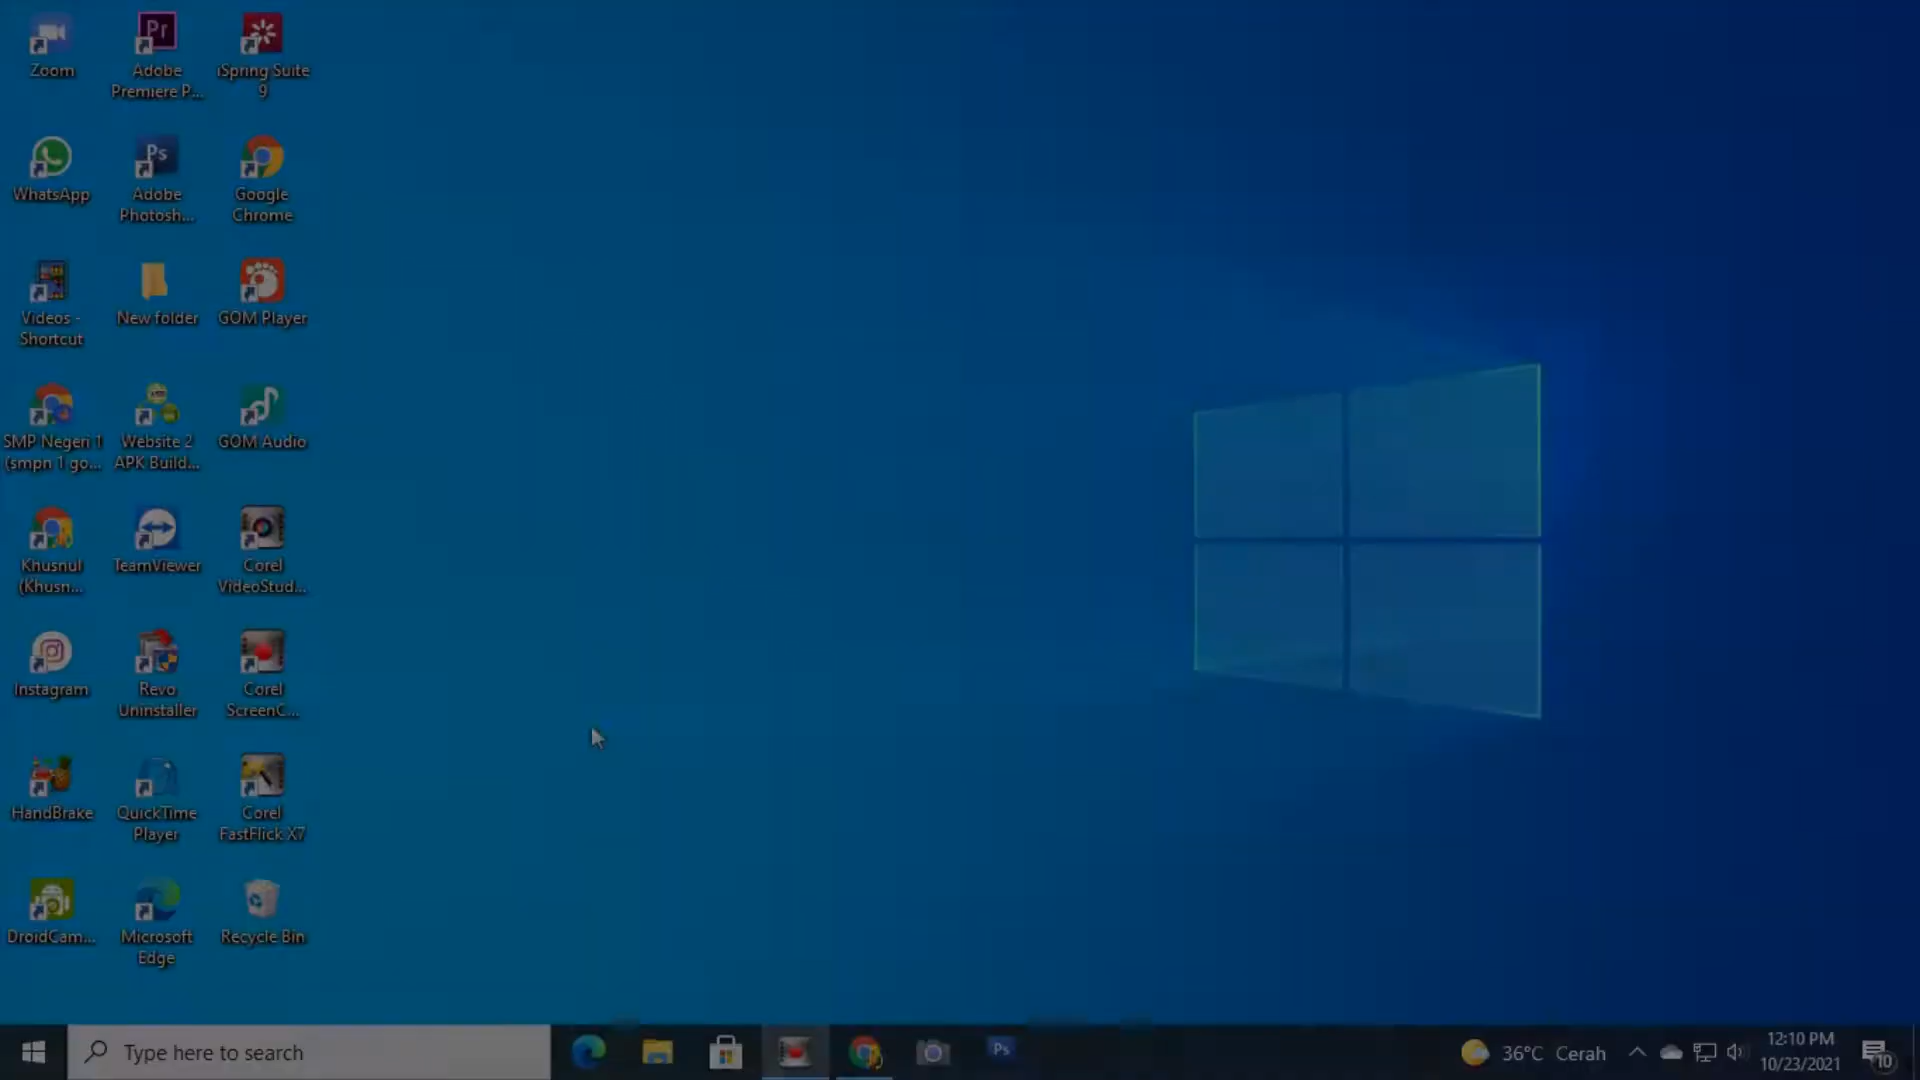 Zoom
Adobe
Premiere P...
iSpring Suite
9
WhatsApp
Adobe
Photosh...
Google
Chrome
Videos -
Shortcut
New folder
GOM Player
SMP Negeri 1
(smpn 1 go...
Website 2
APK Build...
GOM Audio
Khusnul
(Khusn...
TeamViewer
Corel
VideoStud...
Instagram
Revo
Uninstaller
Corel
ScreenC...
HandBrake
QuickTime
Player
Corel
FastFlick X7
DroidCam...
Microsoft
Edge
Recycle Bin
Type here to search
36°C Cerah
12:10 PM
10/23/2021
10
Pr
Ps
Ps